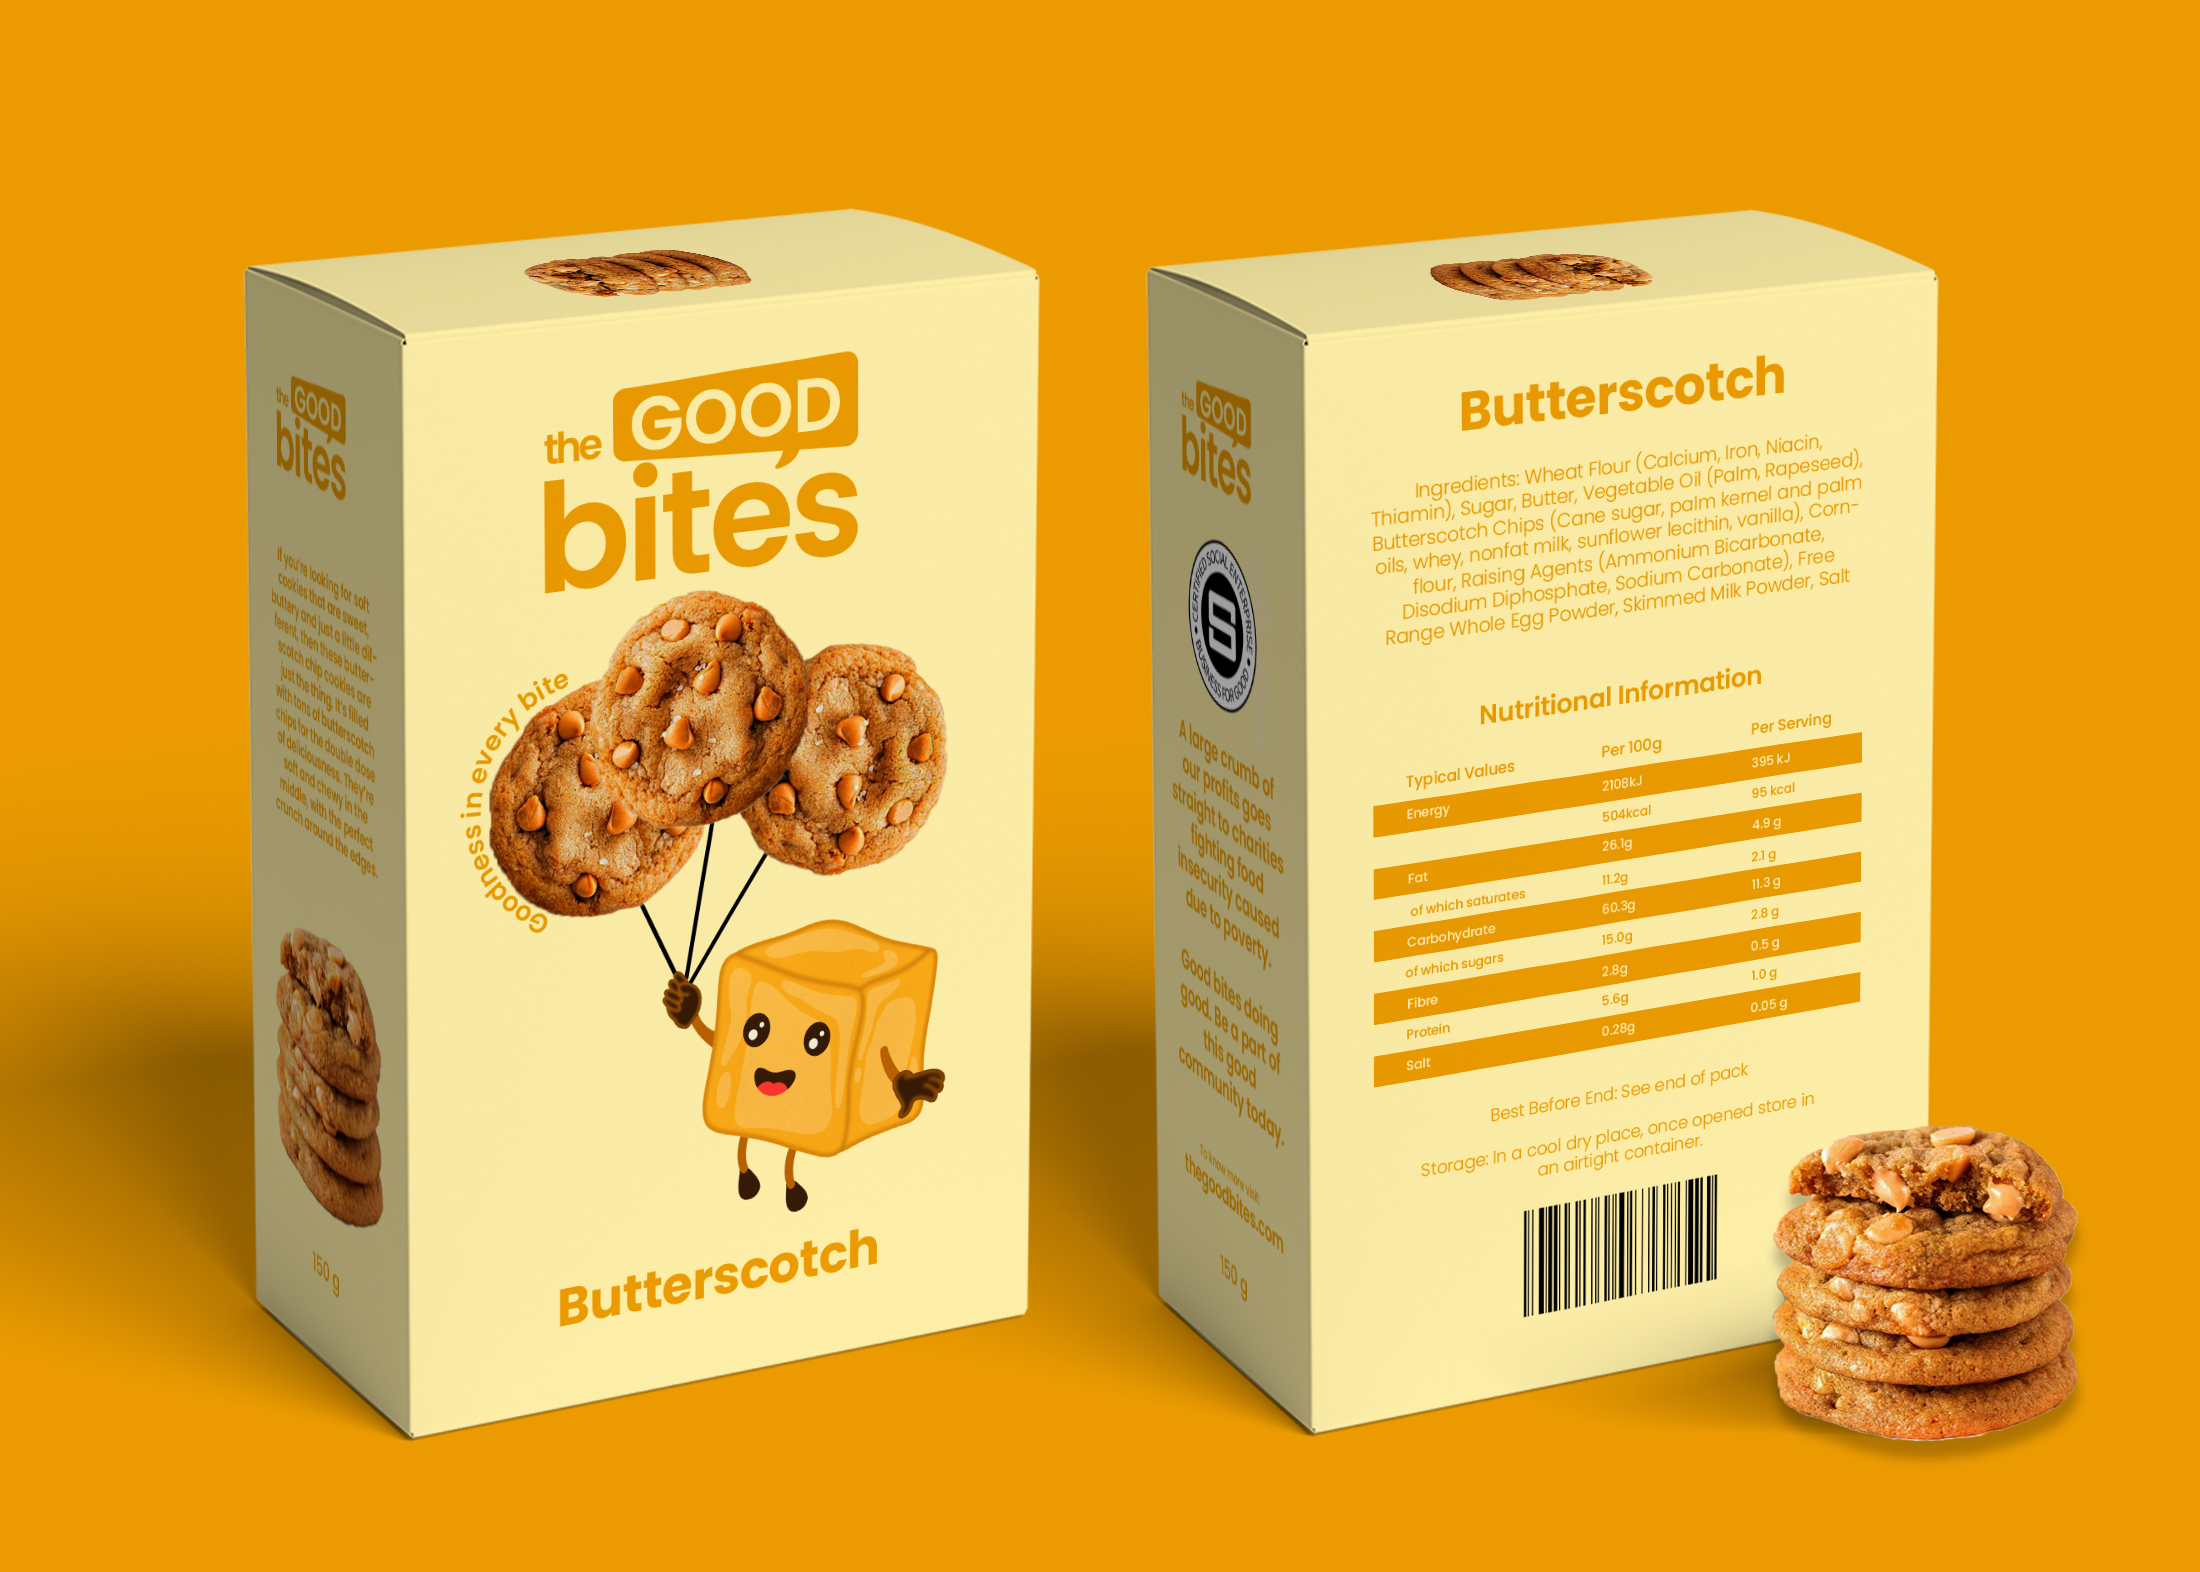 the GOOD
bites
If you're looking for soft
cookies that are sweet,
buttery and just a little dif-
ferent, then these butter-
scotch chip cookies are
just the thing. It's filled
with tons of butterscotch
chips for the double dose
of deliciousness. They're
soft and chewy in the
middle, with the perfect
crunch around the edges.
150 g
the GOOD
bites
Goodness in every bite
Butterscotch
the GOOD
bites
• CERTIFIED SOCIAL ENTERPRISE •
BUSINESS FOR GOOD
S
A large crumb of
our profits goes
straight to charities
fighting food
insecurity caused
due to poverty.
Good bites doing
good. Be a part of
this good
community today.
To know more visit:
thegoodbites.com
150 g
Butterscotch
Ingredients: Wheat Flour (Calcium, Iron, Niacin,
Thiamin), Sugar, Butter, Vegetable Oil (Palm, Rapeseed),
Butterscotch Chips (Cane sugar, palm kernel and palm
oils, whey, nonfat milk, sunflower lecithin, vanilla), Corn-
flour, Raising Agents (Ammonium Bicarbonate,
Disodium Diphosphate, Sodium Carbonate), Free
Range Whole Egg Powder, Skimmed Milk Powder, Salt
Nutritional Information
Typical Values Per 100g Per Serving
Energy 2108kJ 395 kJ
504kcal 95 kcal
Fat 26.1g 4.9 g
of which saturates 11.2g 2.1 g
Carbohydrate 60.3g 11.3 g
of which sugars 15.0g 2.8 g
Fibre 2.8g 0.5 g
Protein 5.6g 1.0 g
Salt 0.28g 0.05 g
Best Before End: See end of pack
Storage: In a cool dry place, once opened store in
an airtight container.